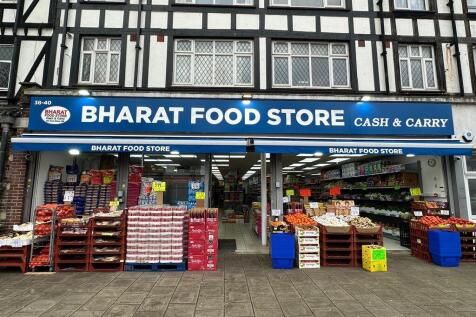 38-40
BHARAT
FOOD STORE
BHARAT FOOD STORE CASH & CARRY
BHARAT FOOD STORE
BHARAT FOOD STORE